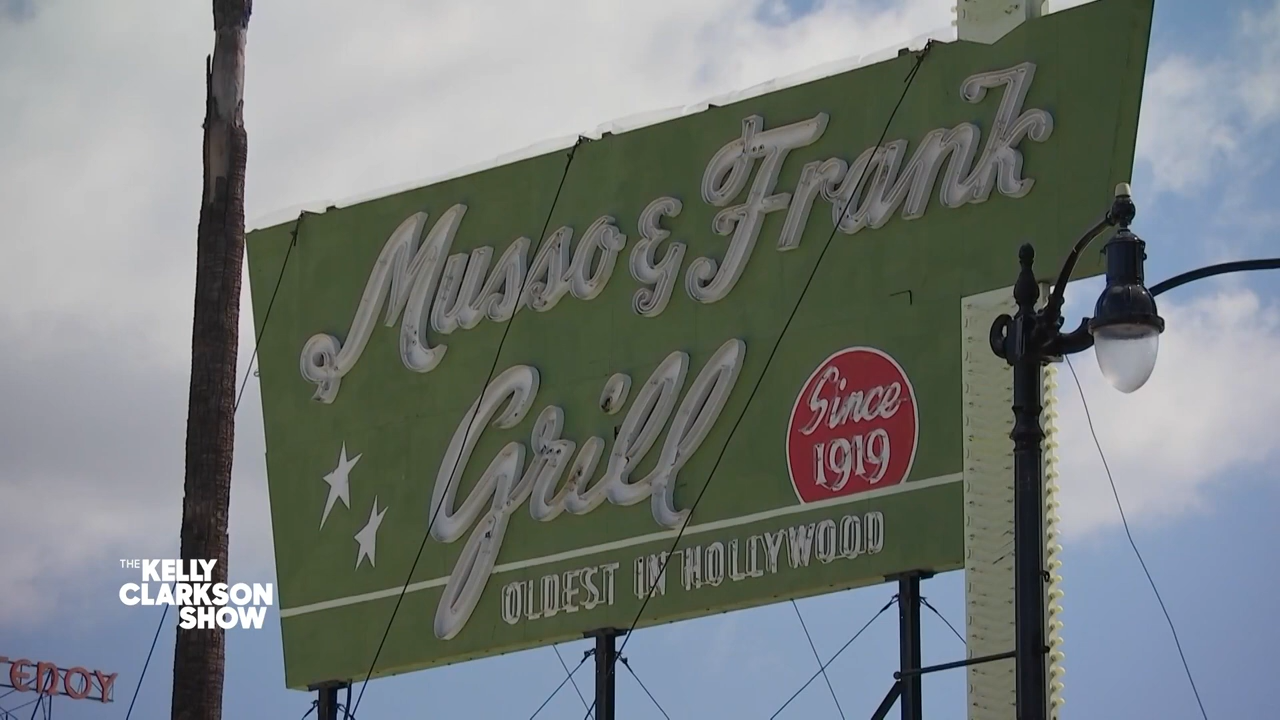 Musso & Frank
Grill
Since
1919
OLDEST IN HOLLYWOOD
THE
KELLY
CLARKSON
SHOW